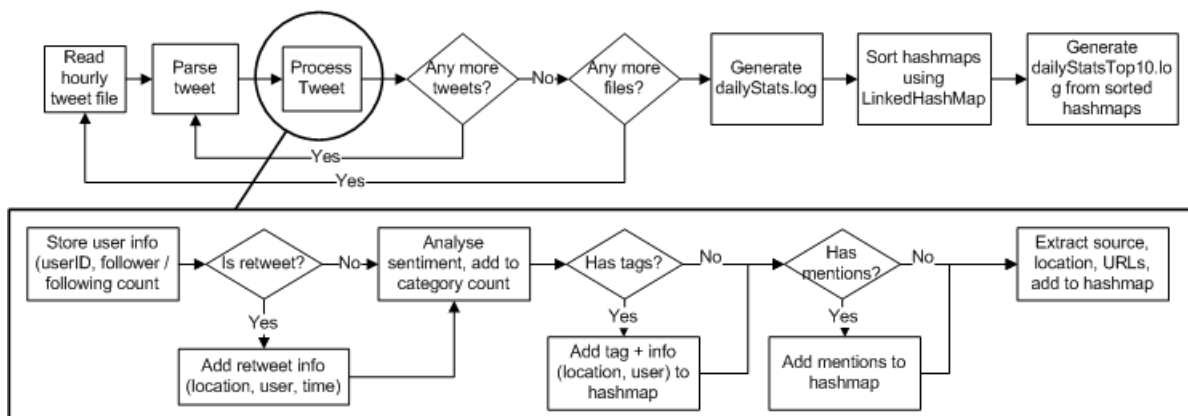 Read
hourly
tweet file
Parse
tweet
Process
Tweet
Any more
tweets?
No
Any more
files?
Generate
dailyStats.log
Sort hashmaps
using
LinkedHashMap
Generate
dailyStatsTop10.lo
g from sorted
hashmaps
Yes
Yes
Store user info
(userID, follower /
following count
Is retweet?
No
Analyse
sentiment, add to
category count
Has tags?
No
Has
mentions?
No
Extract source,
location, URLs,
add to hashmap
Yes
Yes
Yes
Add retweet info
(location, user, time)
Add tag + info
(location, user) to
hashmap
Add mentions to
hashmap